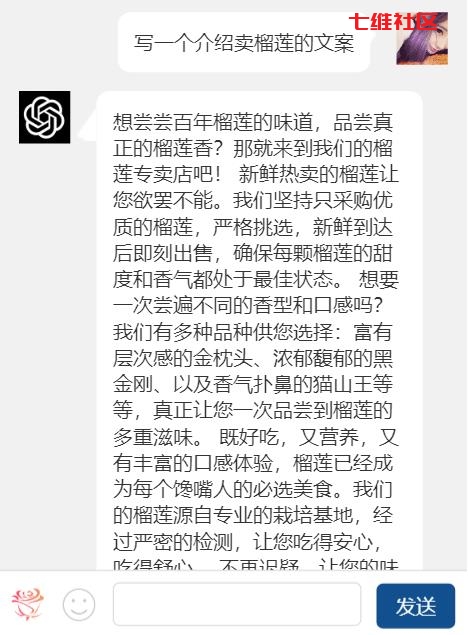 七维社区
写一个介绍卖榴莲的文案
想尝尝百年榴莲的味道，品尝真
正的榴莲香？那就来到我们的榴
莲专卖店吧！ 新鲜热卖的榴莲让
您欲罢不能。我们坚持只采购优
质的榴莲，严格挑选，新鲜到达
后即刻出售，确保每颗榴莲的甜
度和香气都处于最佳状态。 想要
一次尝遍不同的香型和口感吗？
我们有多种品种供您选择：富有
层次感的金枕头、浓郁馥郁的黑
金刚、以及香气扑鼻的猫山王等
等，真正让您一次品尝到榴莲的
多重滋味。 既好吃，又营养，又
有丰富的口感体验，榴莲已经成
为每个馋嘴人的必选美食。我们
的榴莲源自专业的栽培基地，经
过严密的检测，让您吃得安心，
吃得舒心。 不再迟疑，让您的味
发送